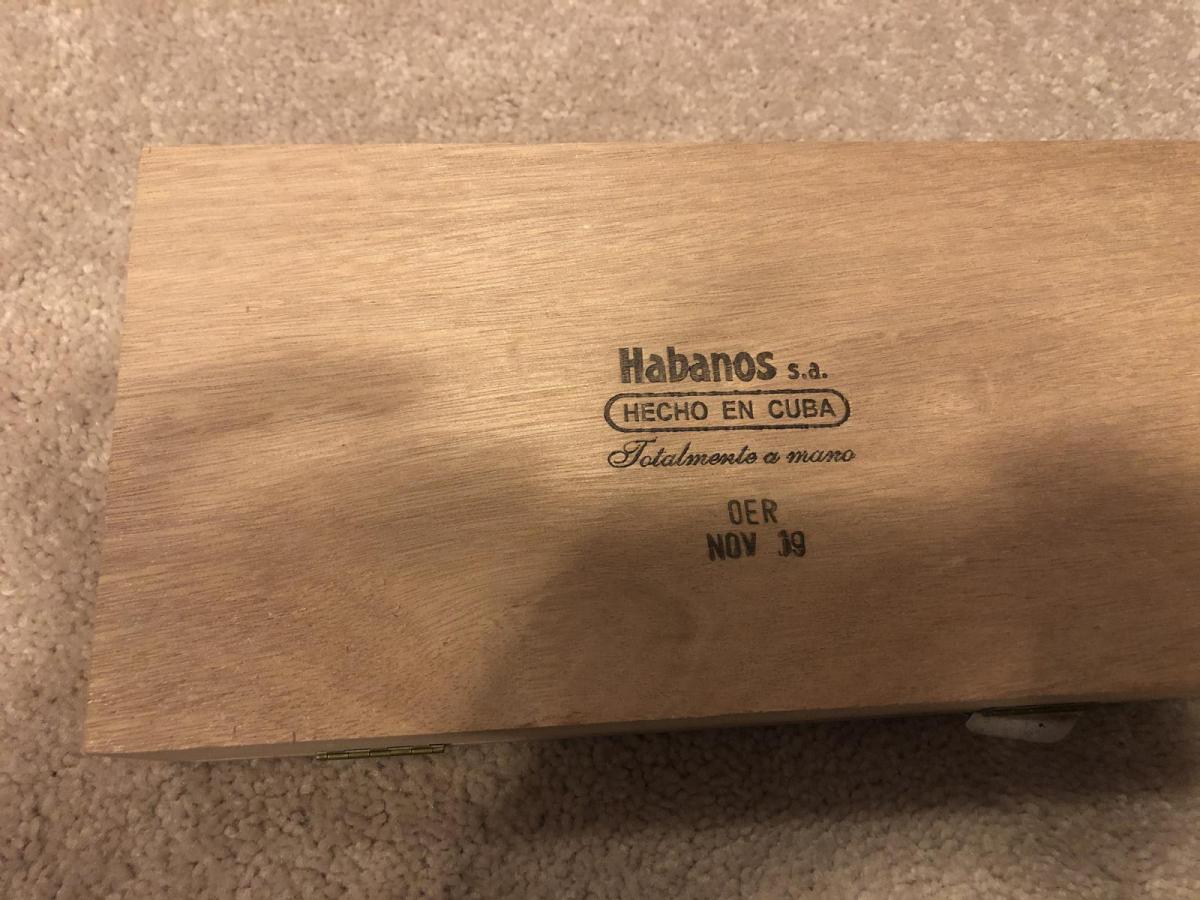 Habanos s.a.
HECHO EN CUBA
Totalmente a mano
OER
NOV 19